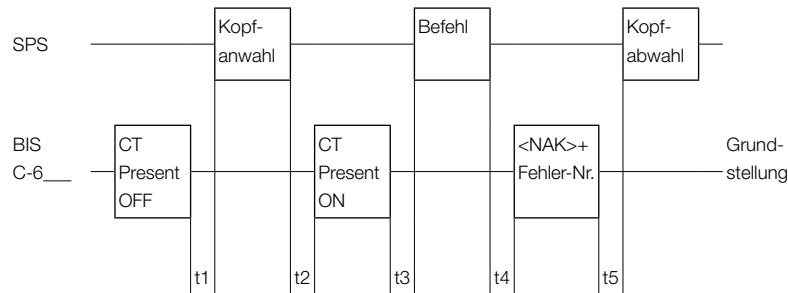 SPS
Kopf-
anwahl
Befehl
Kopf-
abwahl
BIS
C-6___
CT
Present
OFF
CT
Present
ON
<NAK>+
Fehler-Nr.
Grund-
stellung
t1
t2
t3
t4
t5